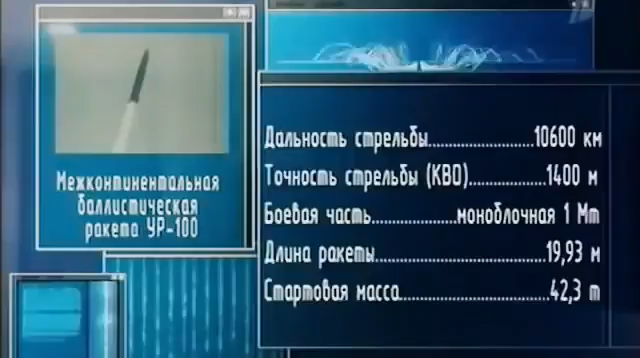 Межконтинентальная
баллистическая
ракета УР-100
Дальность стрельбы....................10600 км
Точность стрельбы (КВО)...............1400 м
Боевая часть................моноблочная 1 Мт
Длина ракеты..............................19,93 м
Стартовая масса..........................42,3 т